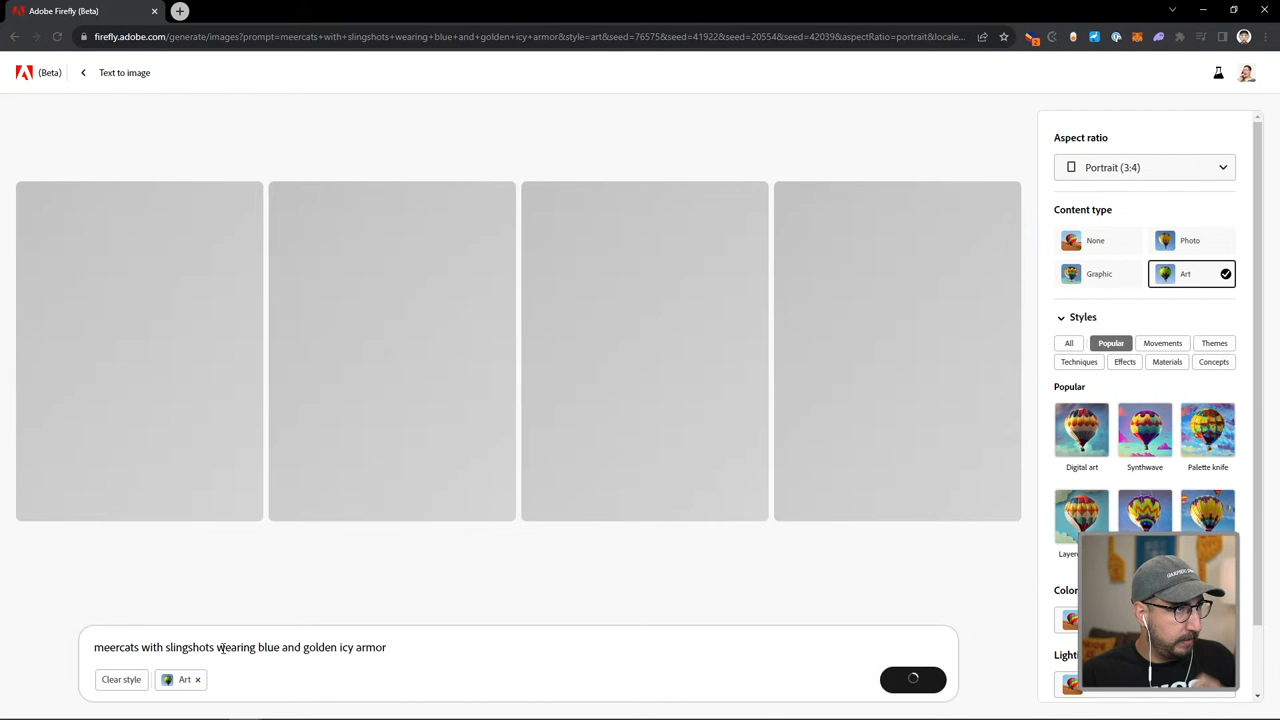 Adobe Firefly (Beta)
firefly.adobe.com/generate/images?prompt=meercats+with+slingshots+wearing+blue+and+golden+icy+armor&style=art&seed=76575&seed=41922&seed=20554&seed=42039&aspectRatio=portrait&locale...
(Beta)
Text to image
Aspect ratio
Portrait (3:4)
Content type
None
Photo
Graphic
Art
Styles
All
Popular
Movements
Themes
Techniques
Effects
Materials
Concepts
Popular
Digital art
Synthwave
Palette knife
Color
meercats with slingshots wearing blue and golden icy armor
Clear style
Art